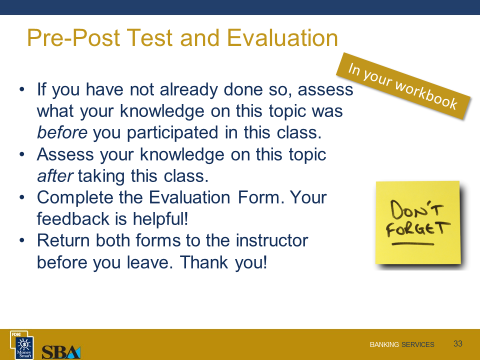 Pre-Post Test and Evaluation
In your workbook
• If you have not already done so, assess
what your knowledge on this topic was
before you participated in this class.
• Assess your knowledge on this topic
after taking this class.
• Complete the Evaluation Form. Your
feedback is helpful!
• Return both forms to the instructor
before you leave. Thank you!
DON'T
FORGET
FDIC
Money
Smart
SBA
BANKING SERVICES 33